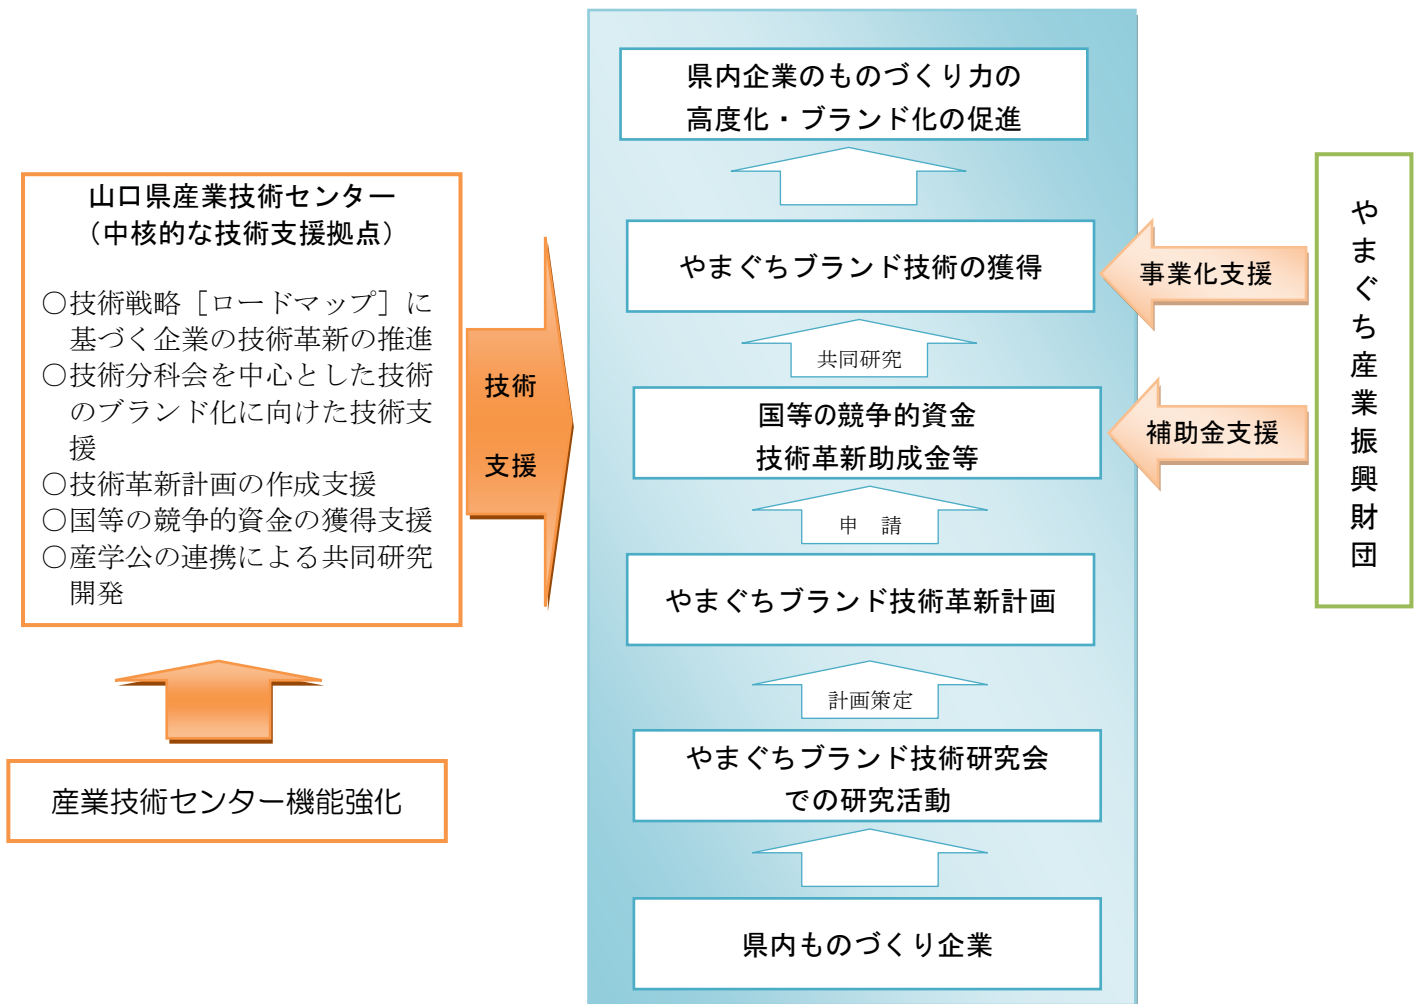 県内企業のものづくり力の
高度化・ブランド化の促進
山口県産業技術センター
（中核的な技術支援拠点）
○技術戦略［ロードマップ］に
基づく企業の技術革新の推進
○技術分科会を中心とした技術
のブランド化に向けた技術支
援
○技術革新計画の作成支援
○国等の競争的資金の獲得支援
○産学公の連携による共同研究
開発
技術
支援
産業技術センター機能強化
やまぐちブランド技術の獲得
共同研究
国等の競争的資金
技術革新助成金等
申　請
やまぐちブランド技術革新計画
計画策定
やまぐちブランド技術研究会
での研究活動
県内ものづくり企業
事業化支援
補助金支援
やまぐち産業振興財団